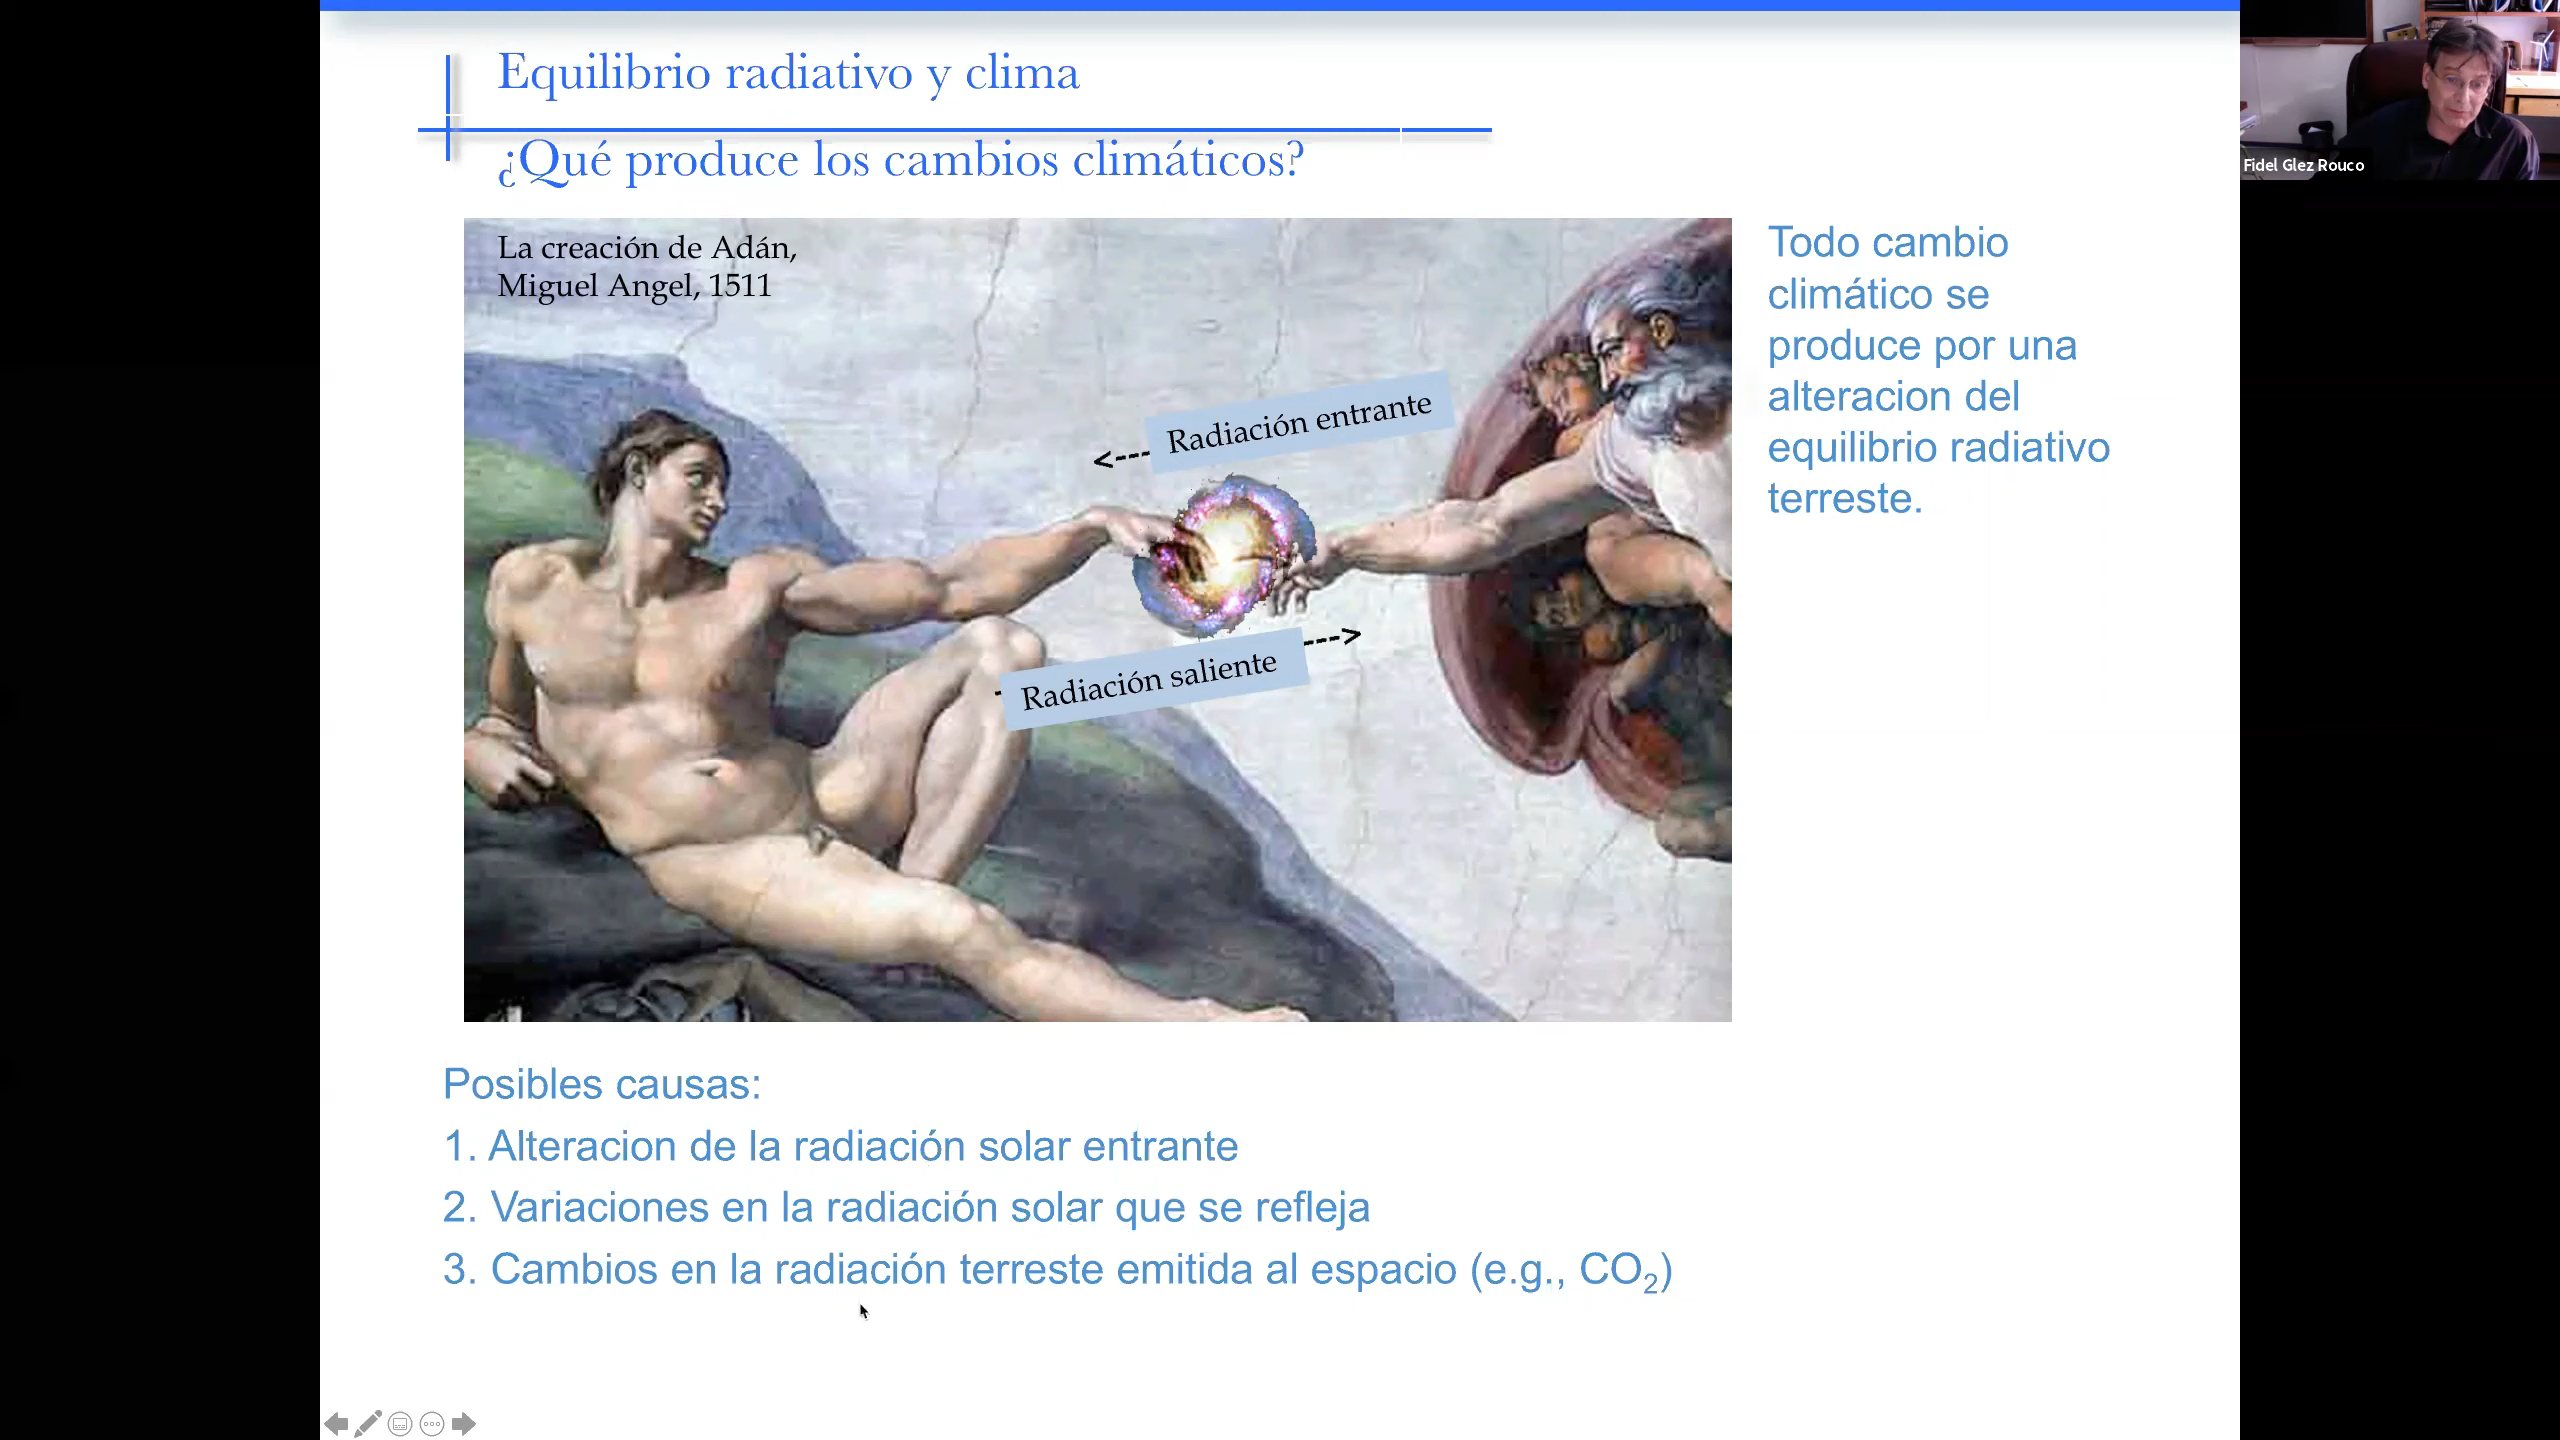 Equilibrio radiativo y clima
¿Qué produce los cambios climáticos?
Fidel Glez Rouco
La creación de Adán,
Miguel Angel, 1511
Todo cambio
climático se
produce por una
alteracion del
equilibrio radiativo
terreste.
<--- Radiación entrante
Radiación saliente --->
Posibles causas:
1. Alteracion de la radiación solar entrante
2. Variaciones en la radiación solar que se refleja
3. Cambios en la radiación terreste emitida al espacio (e.g., CO₂)